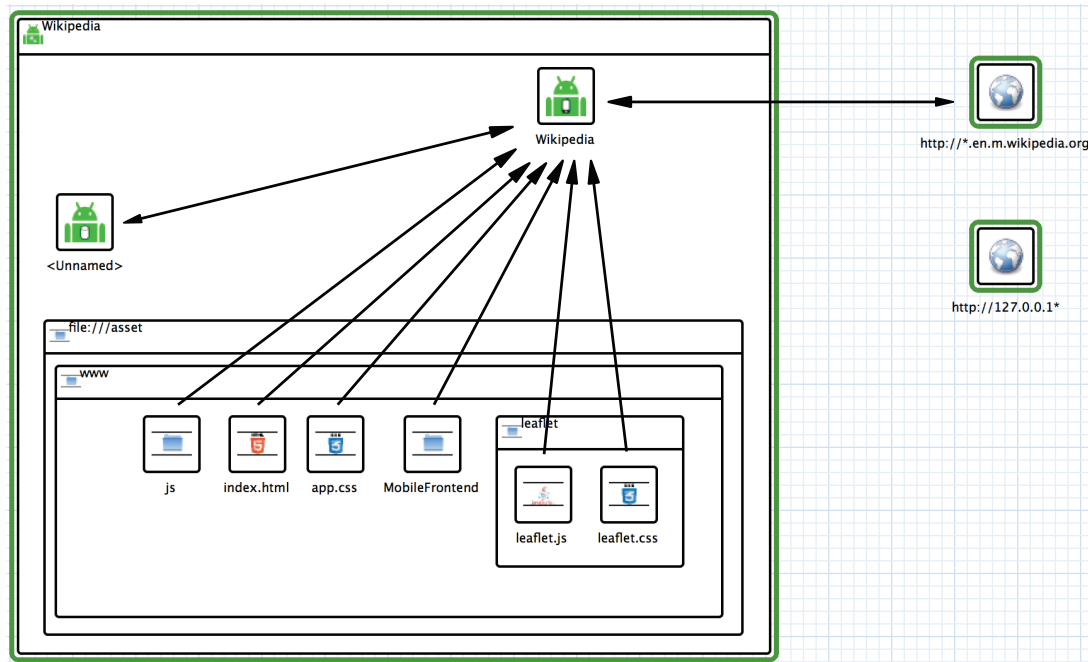 Wikipedia
Wikipedia
http://*.en.m.wikipedia.org
<Unnamed>
http://127.0.0.1*
file:///asset
www
leaflet
js
index.html
app.css
MobileFrontend
leaflet.js
leaflet.css